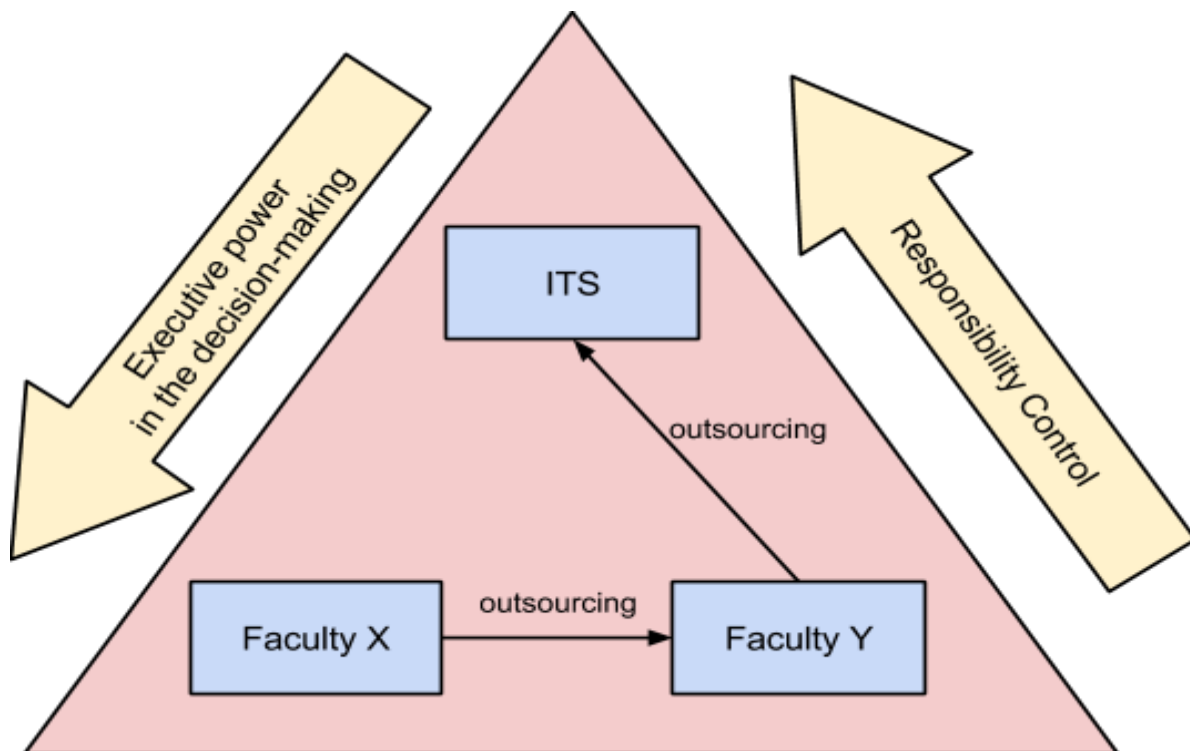 Executive power
in the decision-making
Responsibility Control
ITS
outsourcing
outsourcing
Faculty X
Faculty Y